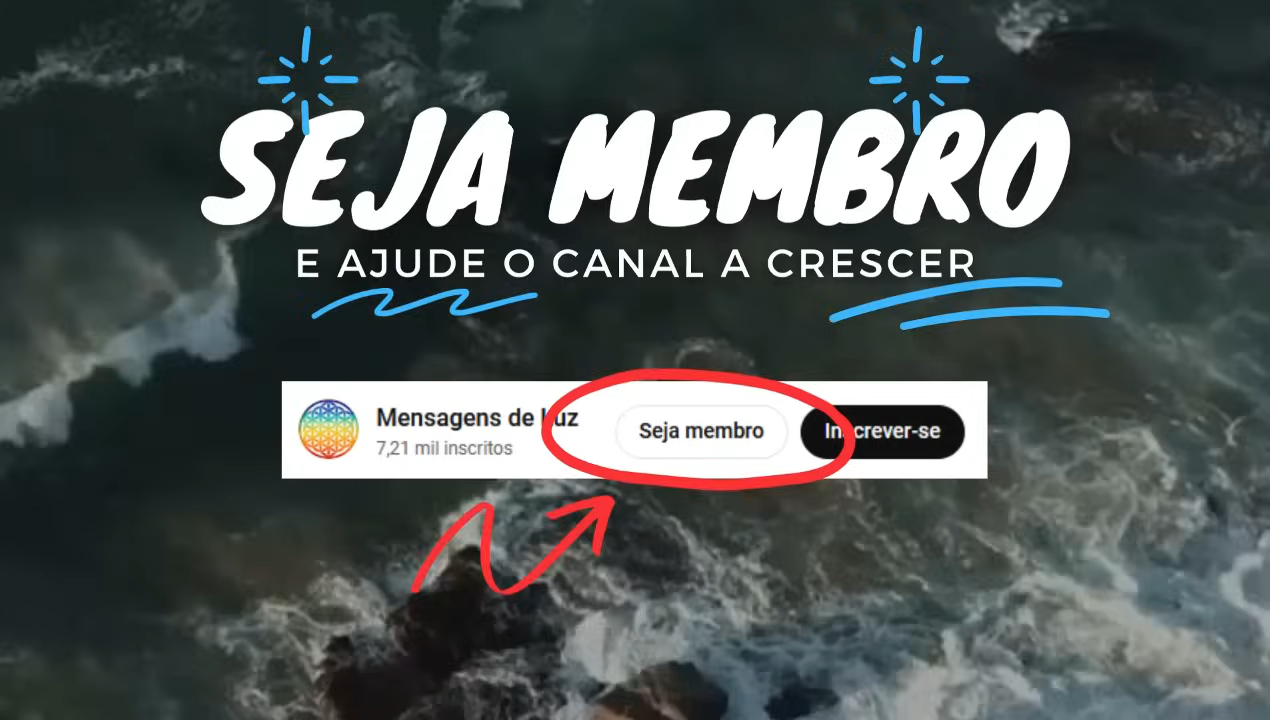 SEJA MEMBRO
E AJUDE O CANAL A CRESCER
Mensagens de Luz
7,21 mil inscritos
Seja membro
Inscrever-se